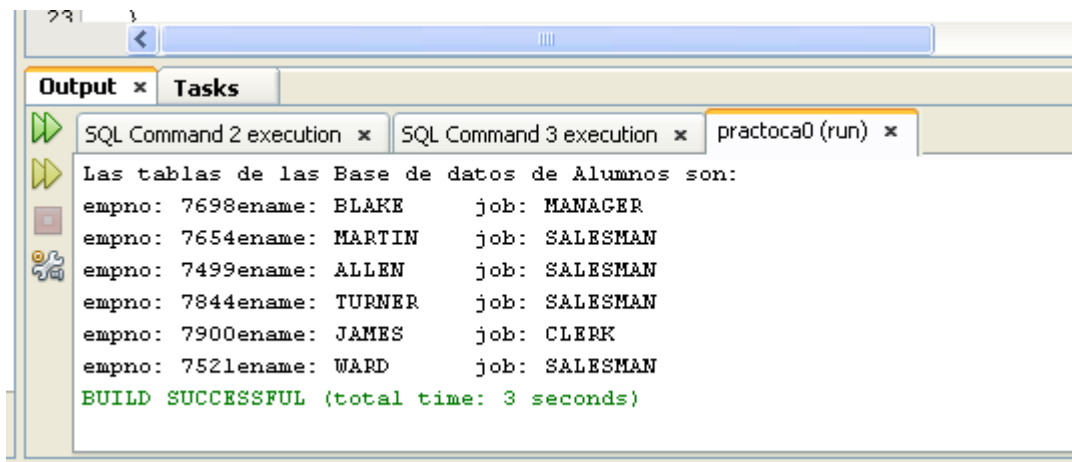 23 }
Output × Tasks
SQL Command 2 execution × SQL Command 3 execution × practoca0 (run) ×
Las tablas de las Base de datos de Alumnos son:
empno: 7698ename: BLAKE job: MANAGER
empno: 7654ename: MARTIN job: SALESMAN
empno: 7499ename: ALLEN job: SALESMAN
empno: 7844ename: TURNER job: SALESMAN
empno: 7900ename: JAMES job: CLERK
empno: 7521ename: WARD job: SALESMAN
BUILD SUCCESSFUL (total time: 3 seconds)